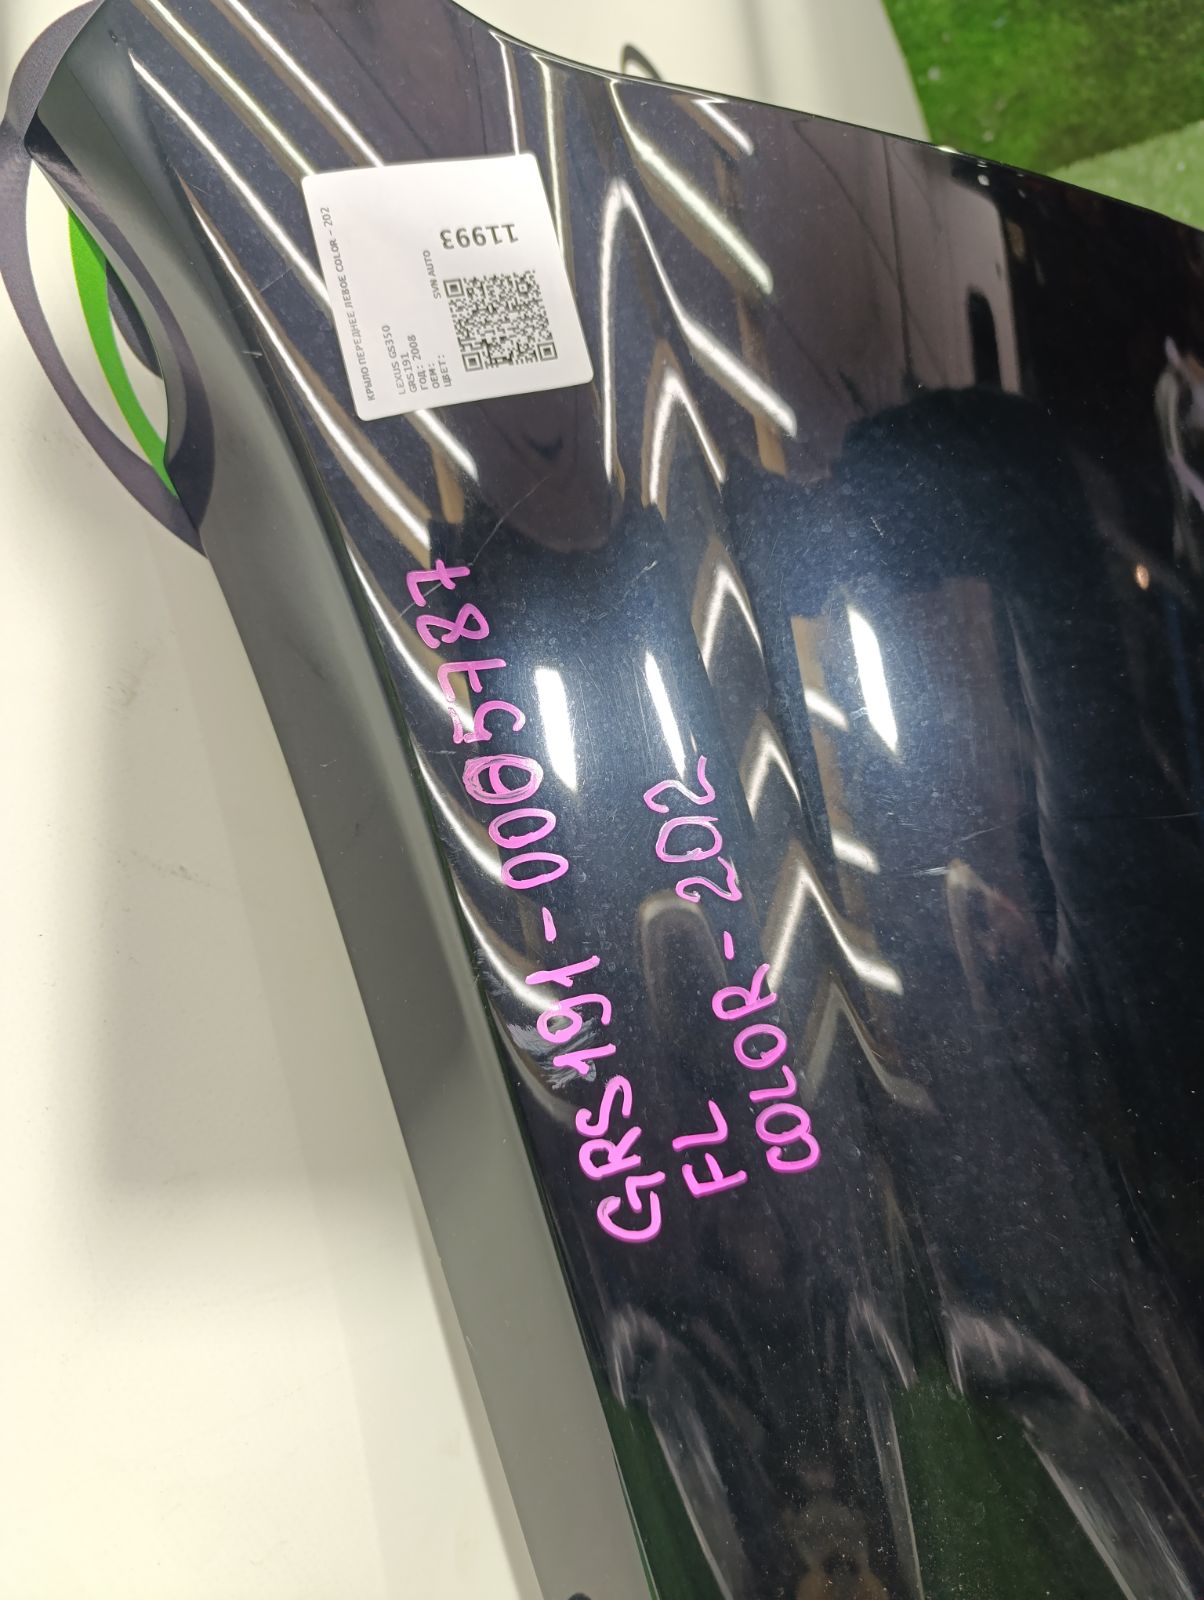 КРЫЛО ПЕРЕДНЕЕ ЛЕВОЕ COLOR - 202
LEXUS GS350
GRS191
ГОД: 2008
OEM:
ЦВЕТ:
SVN AUTO
11993
GRS191-0065787
FL
COLOR-202